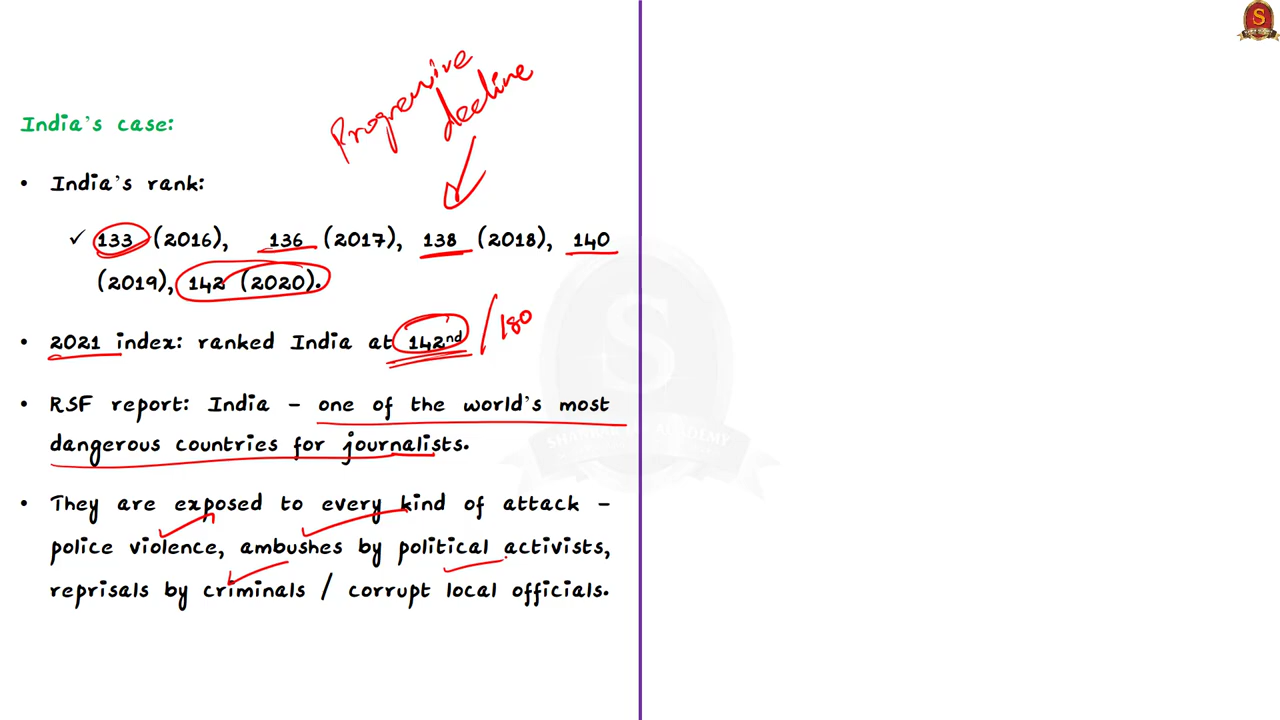 Progressive
decline
India's case:
• India's rank:
✓ 133 (2016), 136 (2017), 138 (2018), 140
(2019), 142 (2020).
• 2021 index: ranked India at 142nd /180
• RSF report: India – one of the world's most
dangerous countries for journalists.
• They are exposed to every kind of attack –
police violence, ambushes by political activists,
reprisals by criminals / corrupt local officials.
S